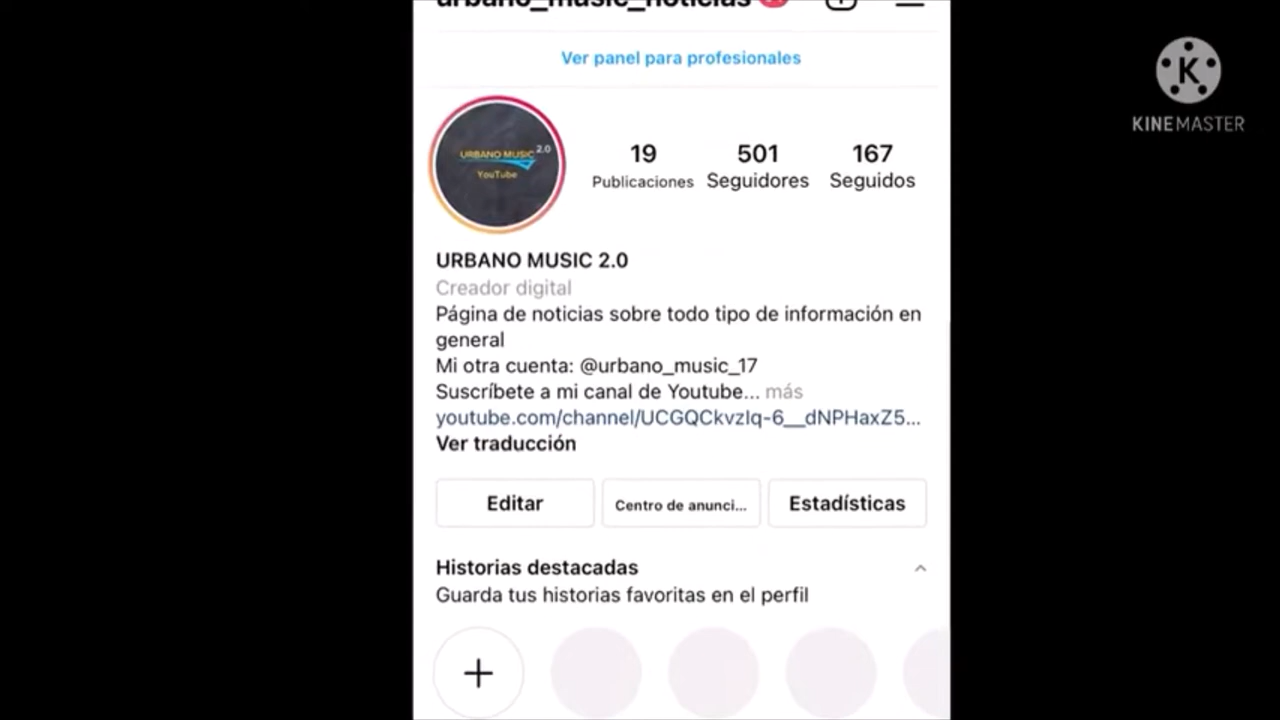 urbano_music_noticias
Ver panel para profesionales
KINEMASTER
URBANO MUSIC 2.0
YouTube
19
Publicaciones
501
Seguidores
167
Seguidos
URBANO MUSIC 2.0
Creador digital
Página de noticias sobre todo tipo de información en
general
Mi otra cuenta: @urbano_music_17
Suscríbete a mi canal de Youtube... más
youtube.com/channel/UCGQCkvzIq-6__dNPHaxZ5...
Ver traducción
Editar
Centro de anunci...
Estadísticas
Historias destacadas
Guarda tus historias favoritas en el perfil